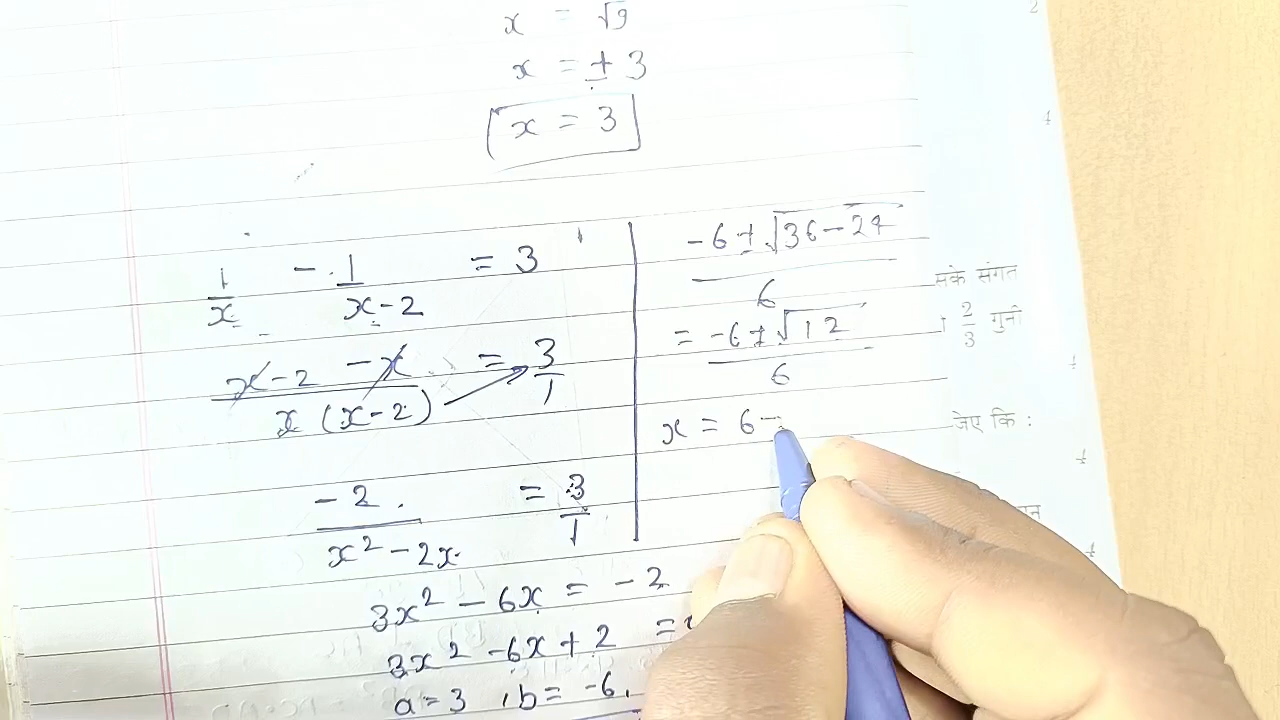 x = √9
x = ± 3
x = 3
1/x - 1/(x-2) = 3
x-2 -x / x(x-2) = 3/1
-2 / x² - 2x = 3/1
3x² - 6x = -2
3x² - 6x + 2 =
a = 3 , b = -6,
-6 ± √36-24 / 6
= -6 ± √12 / 6
x = 6 -
सके संगत
2/3 गुनी
जेए कि :